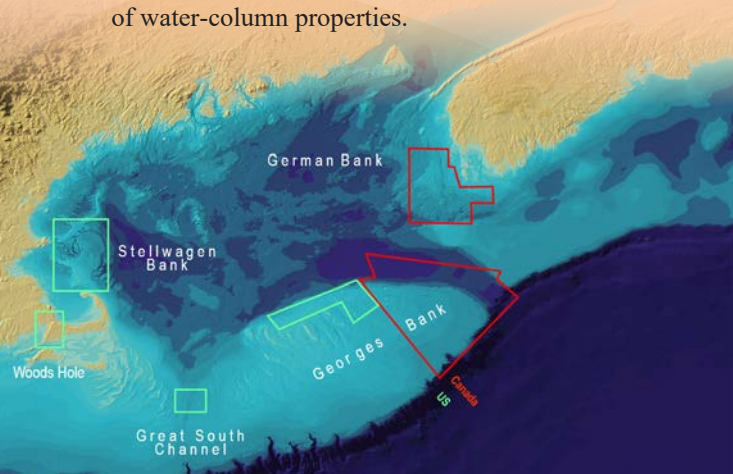 of water-column properties.
German Bank
Stellwagen
Bank
Georges Bank
Woods Hole
Canada
US
Great South
Channel